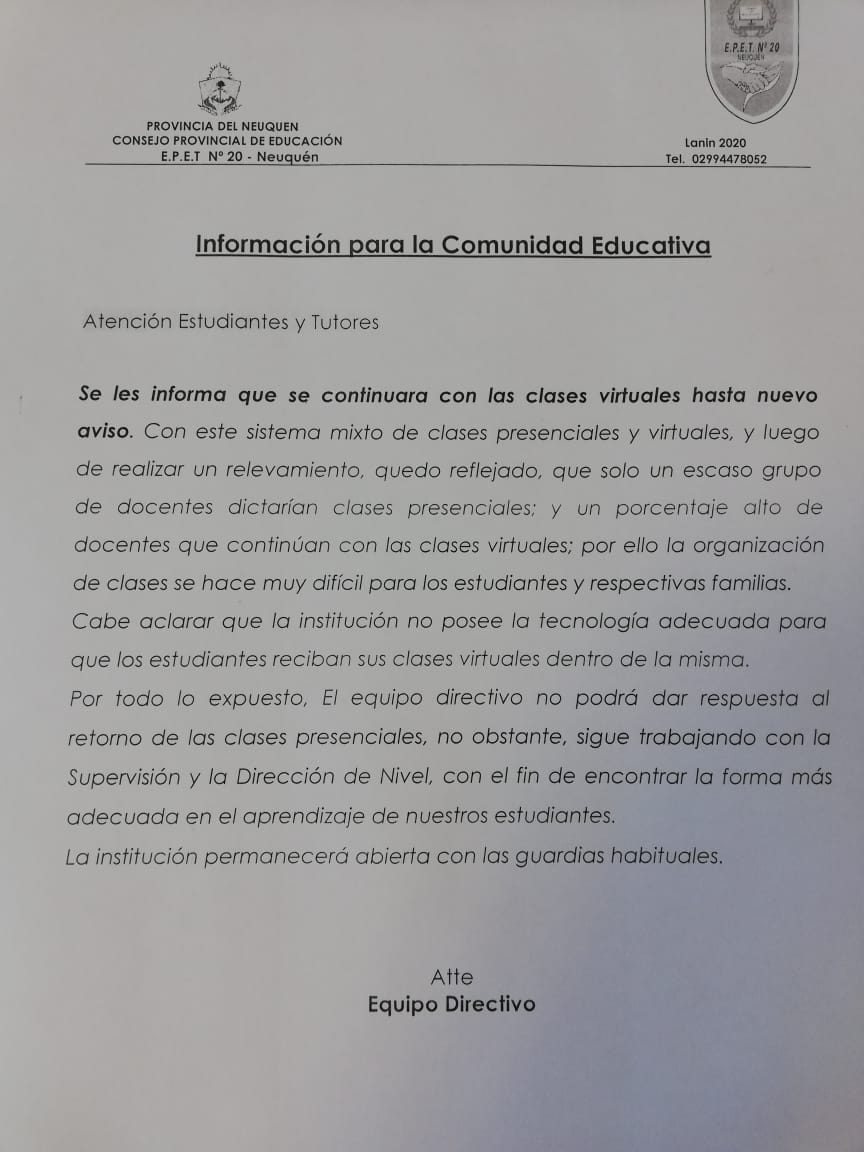 E.P.E.T. Nº 20
NEUQUÉN
PROVINCIA DEL NEUQUEN
CONSEJO PROVINCIAL DE EDUCACIÓN
E.P.E.T Nº 20 - Neuquén
Lanin 2020
Tel. 02994478052
Información para la Comunidad Educativa
Atención Estudiantes y Tutores
Se les informa que se continuara con las clases virtuales hasta nuevo
aviso. Con este sistema mixto de clases presenciales y virtuales, y luego
de realizar un relevamiento, quedo reflejado, que solo un escaso grupo
de docentes dictarían clases presenciales; y un porcentaje alto de
docentes que continúan con las clases virtuales; por ello la organización
de clases se hace muy difícil para los estudiantes y respectivas familias.
Cabe aclarar que la institución no posee la tecnología adecuada para
que los estudiantes reciban sus clases virtuales dentro de la misma.
Por todo lo expuesto, El equipo directivo no podrá dar respuesta al
retorno de las clases presenciales, no obstante, sigue trabajando con la
Supervisión y la Dirección de Nivel, con el fin de encontrar la forma más
adecuada en el aprendizaje de nuestros estudiantes.
La institución permanecerá abierta con las guardias habituales.
Atte
Equipo Directivo